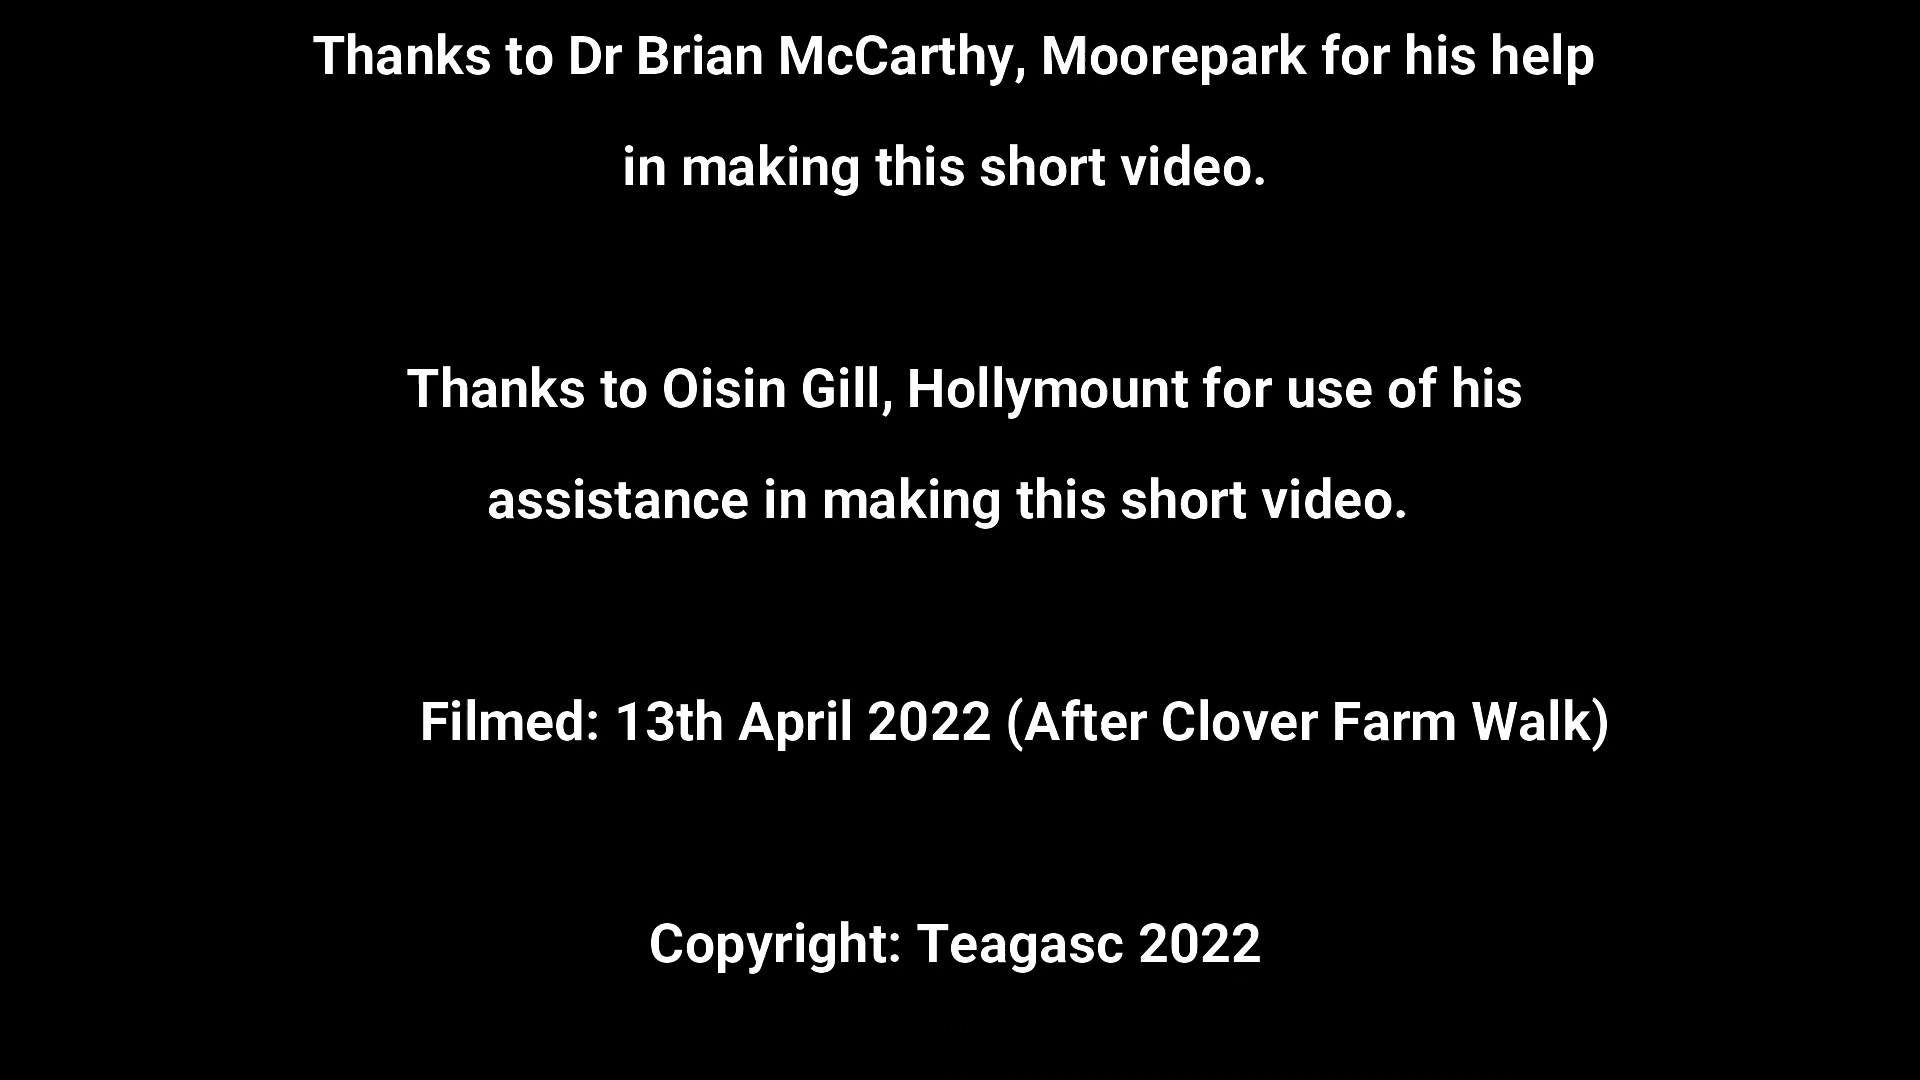 Thanks to Dr Brian McCarthy, Moorepark for his help
in making this short video.
Thanks to Oisin Gill, Hollymount for use of his
assistance in making this short video.
Filmed: 13th April 2022 (After Clover Farm Walk)
Copyright: Teagasc 2022